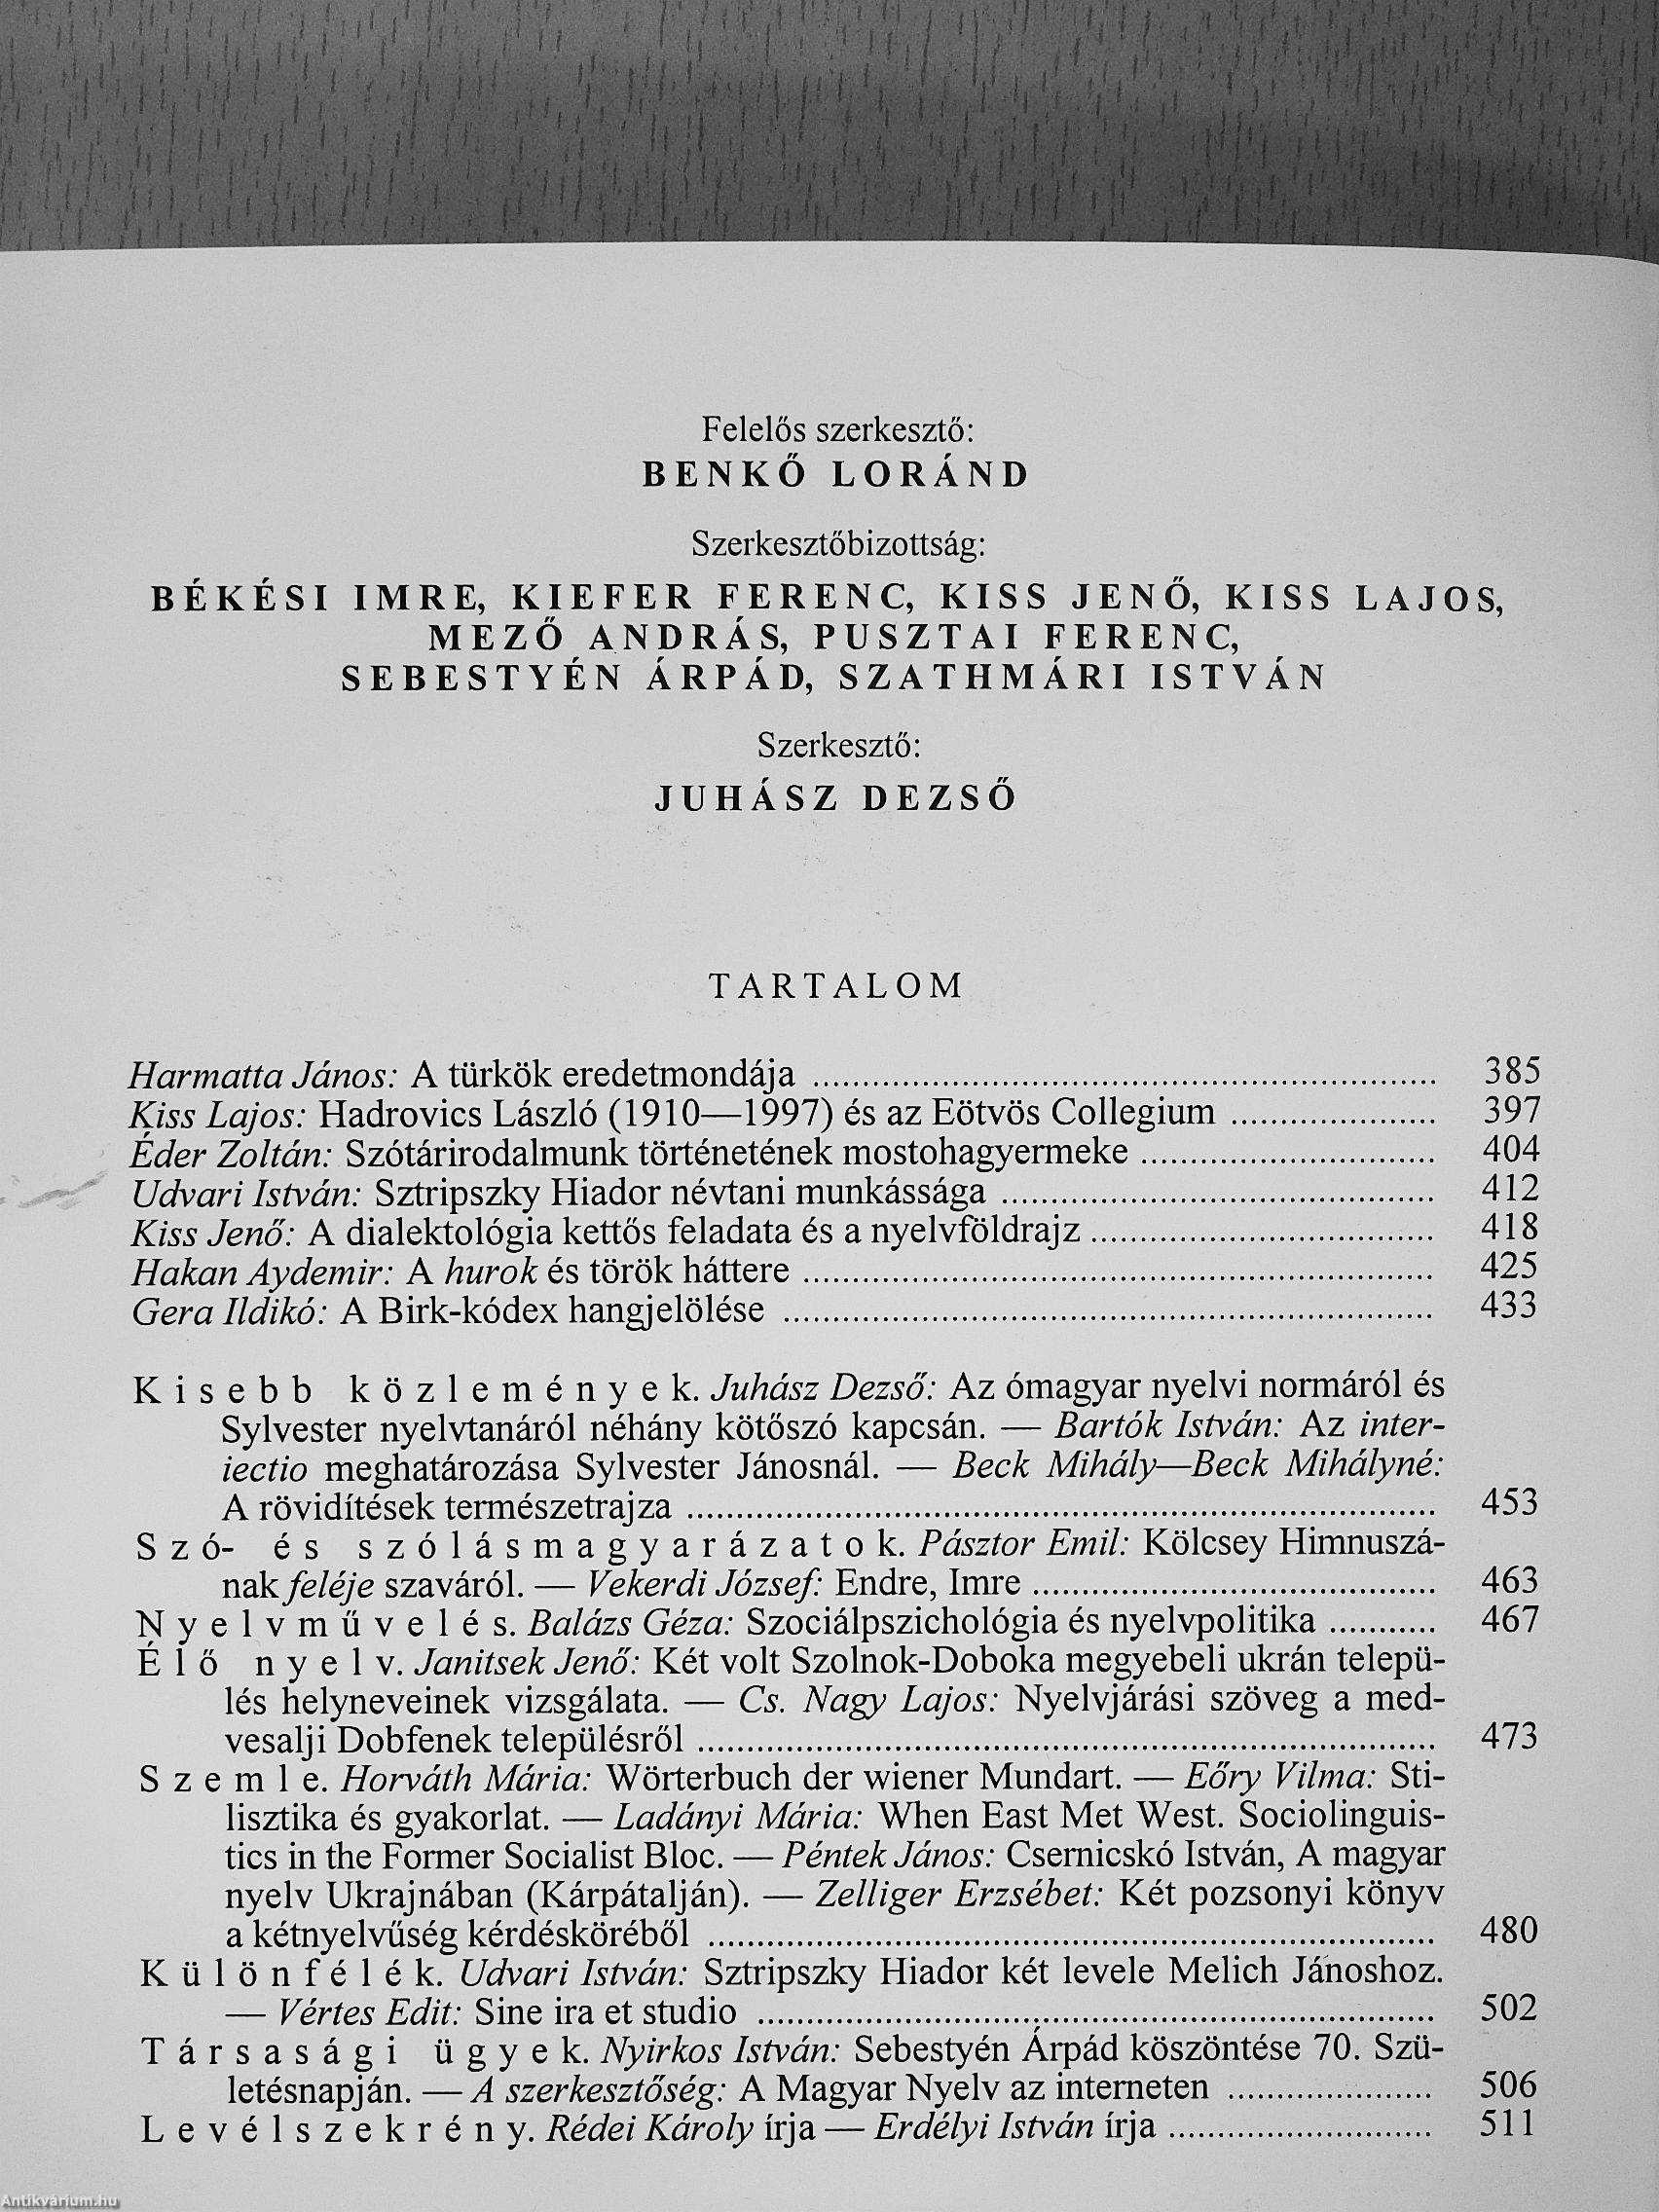 Felelős szerkesztő:
BENKŐ LORÁND
Szerkesztőbizottság:
BÉKÉSI IMRE, KIEFER FERENC, KISS JENŐ, KISS LAJOS,
MEZŐ ANDRÁS, PUSZTAI FERENC,
SEBESTYÉN ÁRPÁD, SZATHMÁRI ISTVÁN
Szerkesztő:
JUHÁSZ DEZSŐ
TARTALOM
Harmatta János: A türkök eredetmondája ........ 385
Kiss Lajos: Hadrovics László (1910—1997) és az Eötvös Collegium ........ 397
Éder Zoltán: Szótárirodalmunk történetének mostohagyermeke ........ 404
Udvari István: Sztripszky Hiador névtani munkássága ........ 412
Kiss Jenő: A dialektológia kettős feladata és a nyelvföldrajz ........ 418
Hakan Aydemir: A hurok és török háttere ........ 425
Gera Ildikó: A Birk-kódex hangjelölése ........ 433
Kisebb közlemények. Juhász Dezső: Az ómagyar nyelvi normáról és
Sylvester nyelvtanáról néhány kötőszó kapcsán. — Bartók István: Az inter-
iectio meghatározása Sylvester Jánosnál. — Beck Mihály—Beck Mihályné:
A rövidítések természetrajza ........ 453
Szó- és szólásmagyarázatok. Pásztor Emil: Kölcsey Himnuszá-
nak feléje szaváról. — Vekerdi József: Endre, Imre ........ 463
Nyelvművelés. Balázs Géza: Szociálpszichológia és nyelvpolitika ........ 467
Élő nyelv. Janitsek Jenő: Két volt Szolnok-Doboka megyebeli ukrán telepü-
lés helyneveinek vizsgálata. — Cs. Nagy Lajos: Nyelvjárási szöveg a med-
vesalji Dobfenek településről ........ 473
Szemle. Horváth Mária: Wörterbuch der wiener Mundart. — Eőry Vilma: Sti-
lisztika és gyakorlat. — Ladányi Mária: When East Met West. Sociolinguis-
tics in the Former Socialist Bloc. — Péntek János: Csernicskó István, A magyar
nyelv Ukrajnában (Kárpátalján). — Zelliger Erzsébet: Két pozsonyi könyv
a kétnyelvűség kérdésköréből ........ 480
Különfélék. Udvari István: Sztripszky Hiador két levele Melich Jánoshoz.
— Vértes Edit: Sine ira et studio ........ 502
Társasági ügyek. Nyirkos István: Sebestyén Árpád köszöntése 70. Szü-
letésnapján. — A szerkesztőség: A Magyar Nyelv az interneten ........ 506
Levélszekrény. Rédei Károly írja — Erdélyi István írja ........ 511
Antikvárium.hu